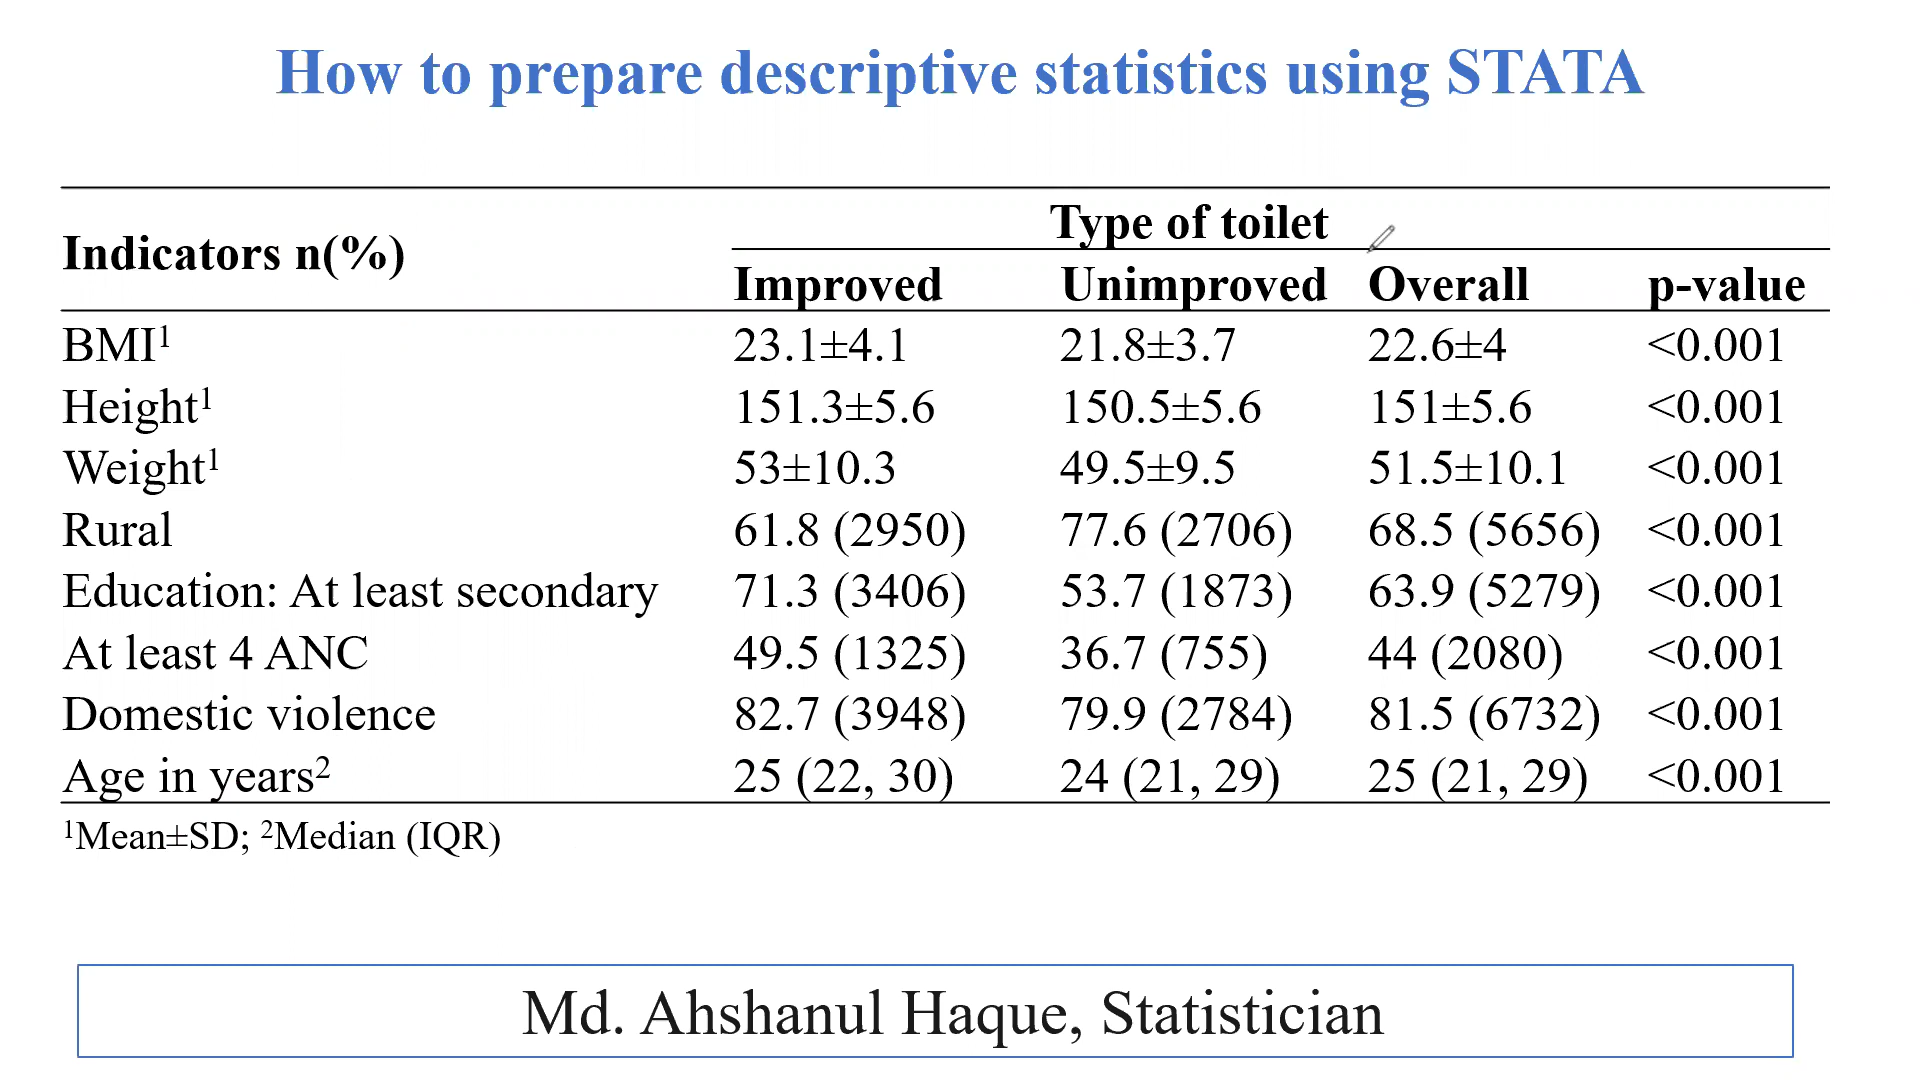 How to prepare descriptive statistics using STATA
Type of toilet
Indicators n(%)
Improved Unimproved Overall p-value
BMI¹ 23.1±4.1 21.8±3.7 22.6±4 <0.001
Height¹ 151.3±5.6 150.5±5.6 151±5.6 <0.001
Weight¹ 53±10.3 49.5±9.5 51.5±10.1 <0.001
Rural 61.8 (2950) 77.6 (2706) 68.5 (5656) <0.001
Education: At least secondary 71.3 (3406) 53.7 (1873) 63.9 (5279) <0.001
At least 4 ANC 49.5 (1325) 36.7 (755) 44 (2080) <0.001
Domestic violence 82.7 (3948) 79.9 (2784) 81.5 (6732) <0.001
Age in years² 25 (22, 30) 24 (21, 29) 25 (21, 29) <0.001
¹Mean±SD; ²Median (IQR)
Md. Ahshanul Haque, Statistician